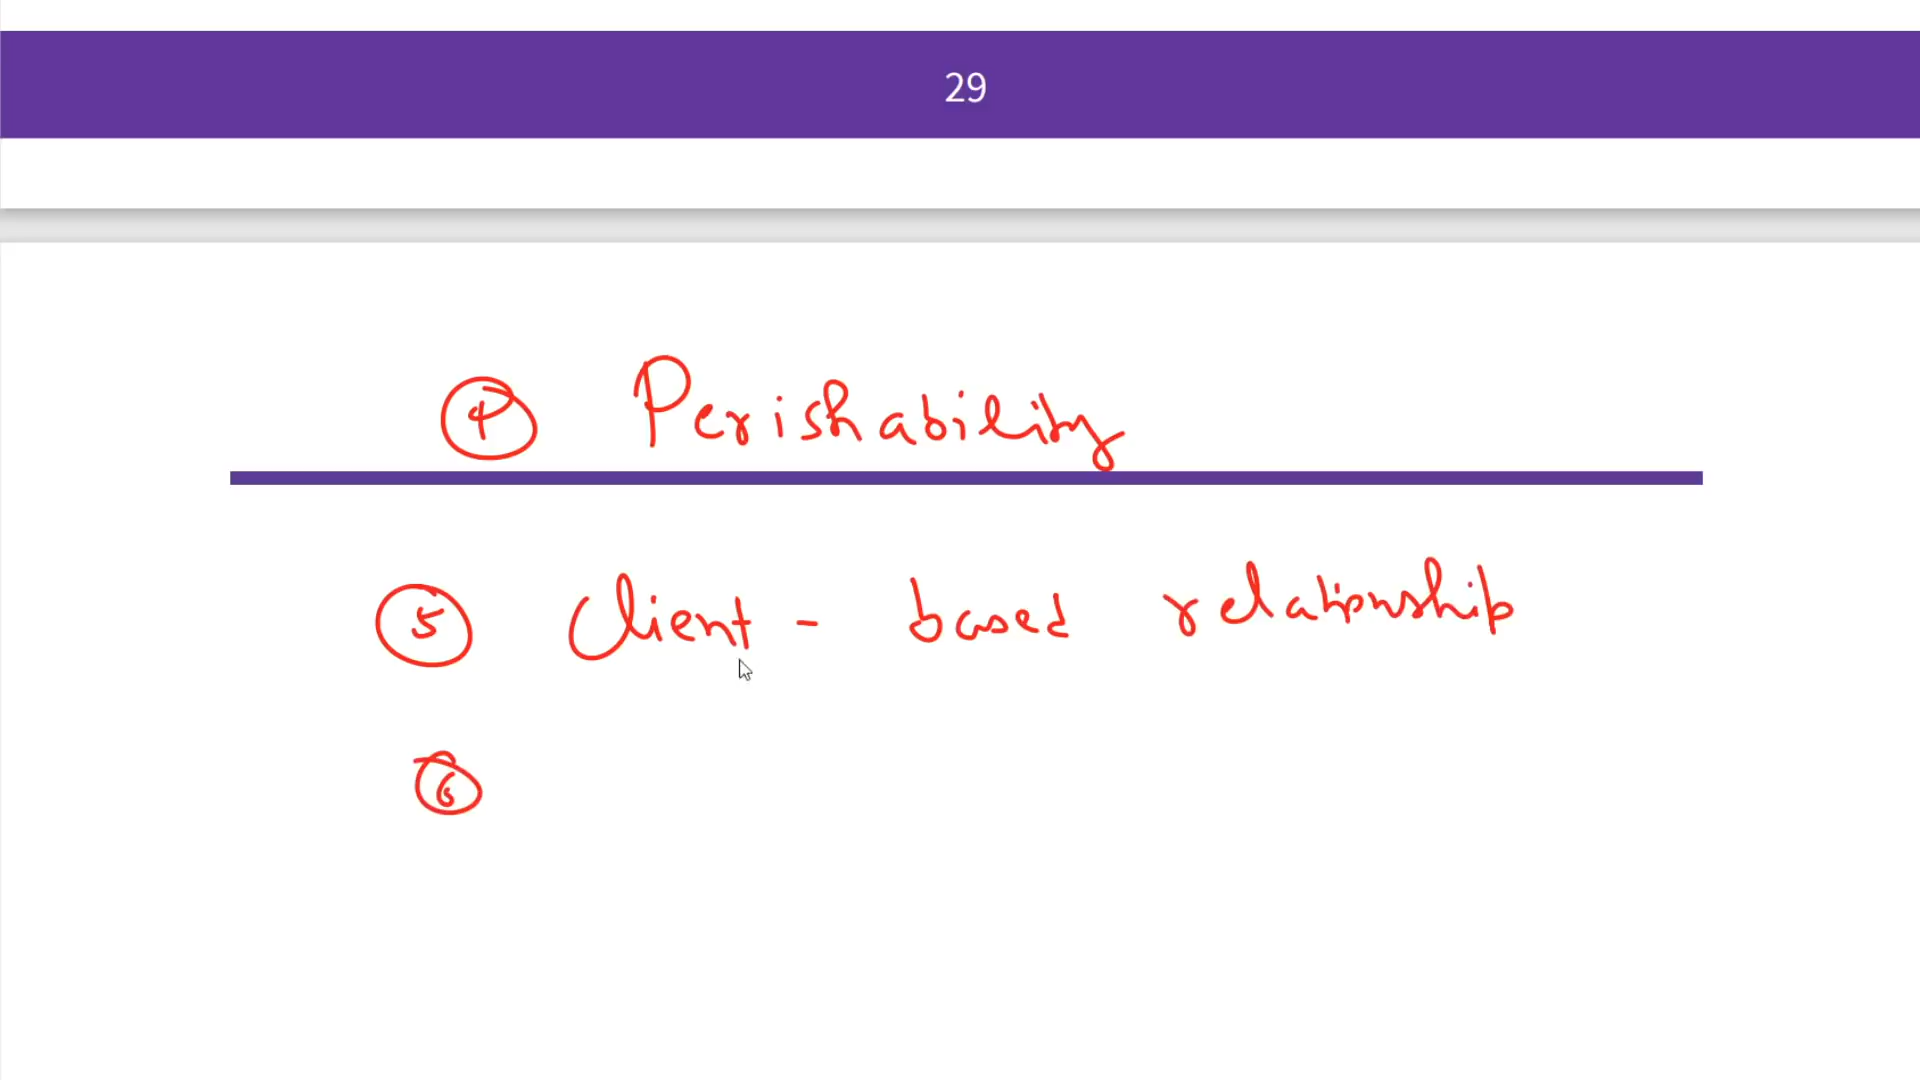 29
④ Perishability
⑤ Client - based relationship
⑥